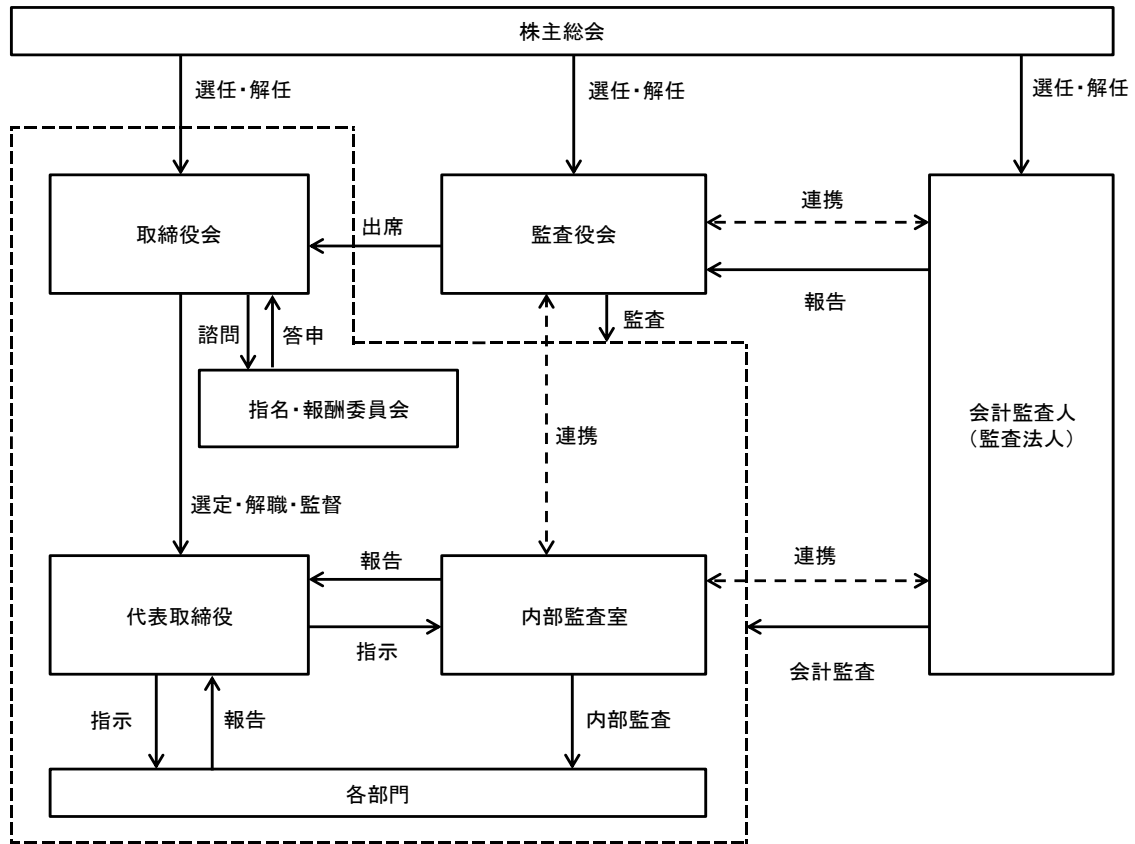 株主総会
選任・解任
選任・解任
選任・解任
取締役会
出席
監査役会
連携
報告
諮問
答申
監査
指名・報酬委員会
連携
会計監査人
（監査法人）
選定・解職・監督
代表取締役
報告
指示
内部監査室
連携
会計監査
指示
報告
内部監査
各部門